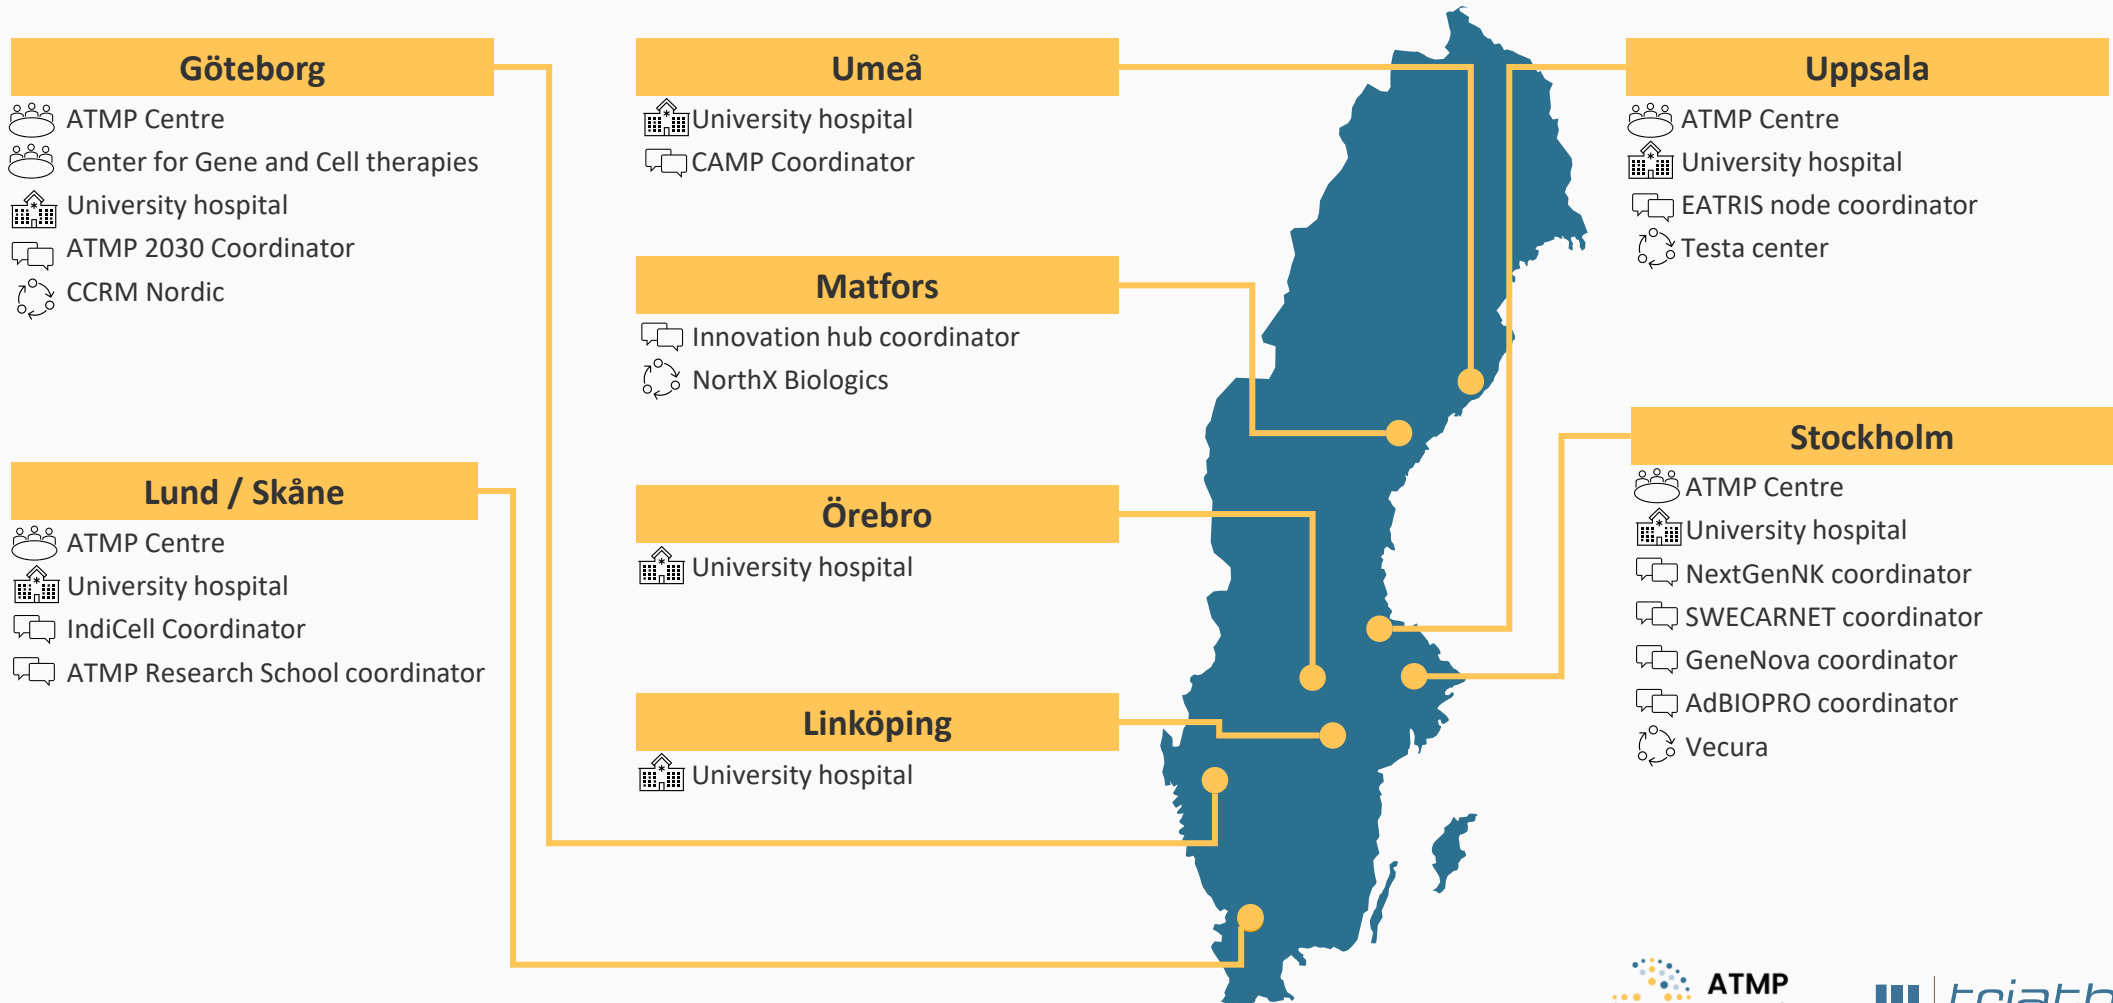 Göteborg
ATMP Centre
Center for Gene and Cell therapies
University hospital
ATMP 2030 Coordinator
CCRM Nordic
Lund / Skåne
ATMP Centre
University hospital
IndiCell Coordinator
ATMP Research School coordinator
Umeå
University hospital
CAMP Coordinator
Matfors
Innovation hub coordinator
NorthX Biologics
Örebro
University hospital
Linköping
University hospital
Uppsala
ATMP Centre
University hospital
EATRIS node coordinator
Testa center
Stockholm
ATMP Centre
University hospital
NextGenNK coordinator
SWECARNET coordinator
GeneNova coordinator
AdBIOPRO coordinator
Vecura
ATMP